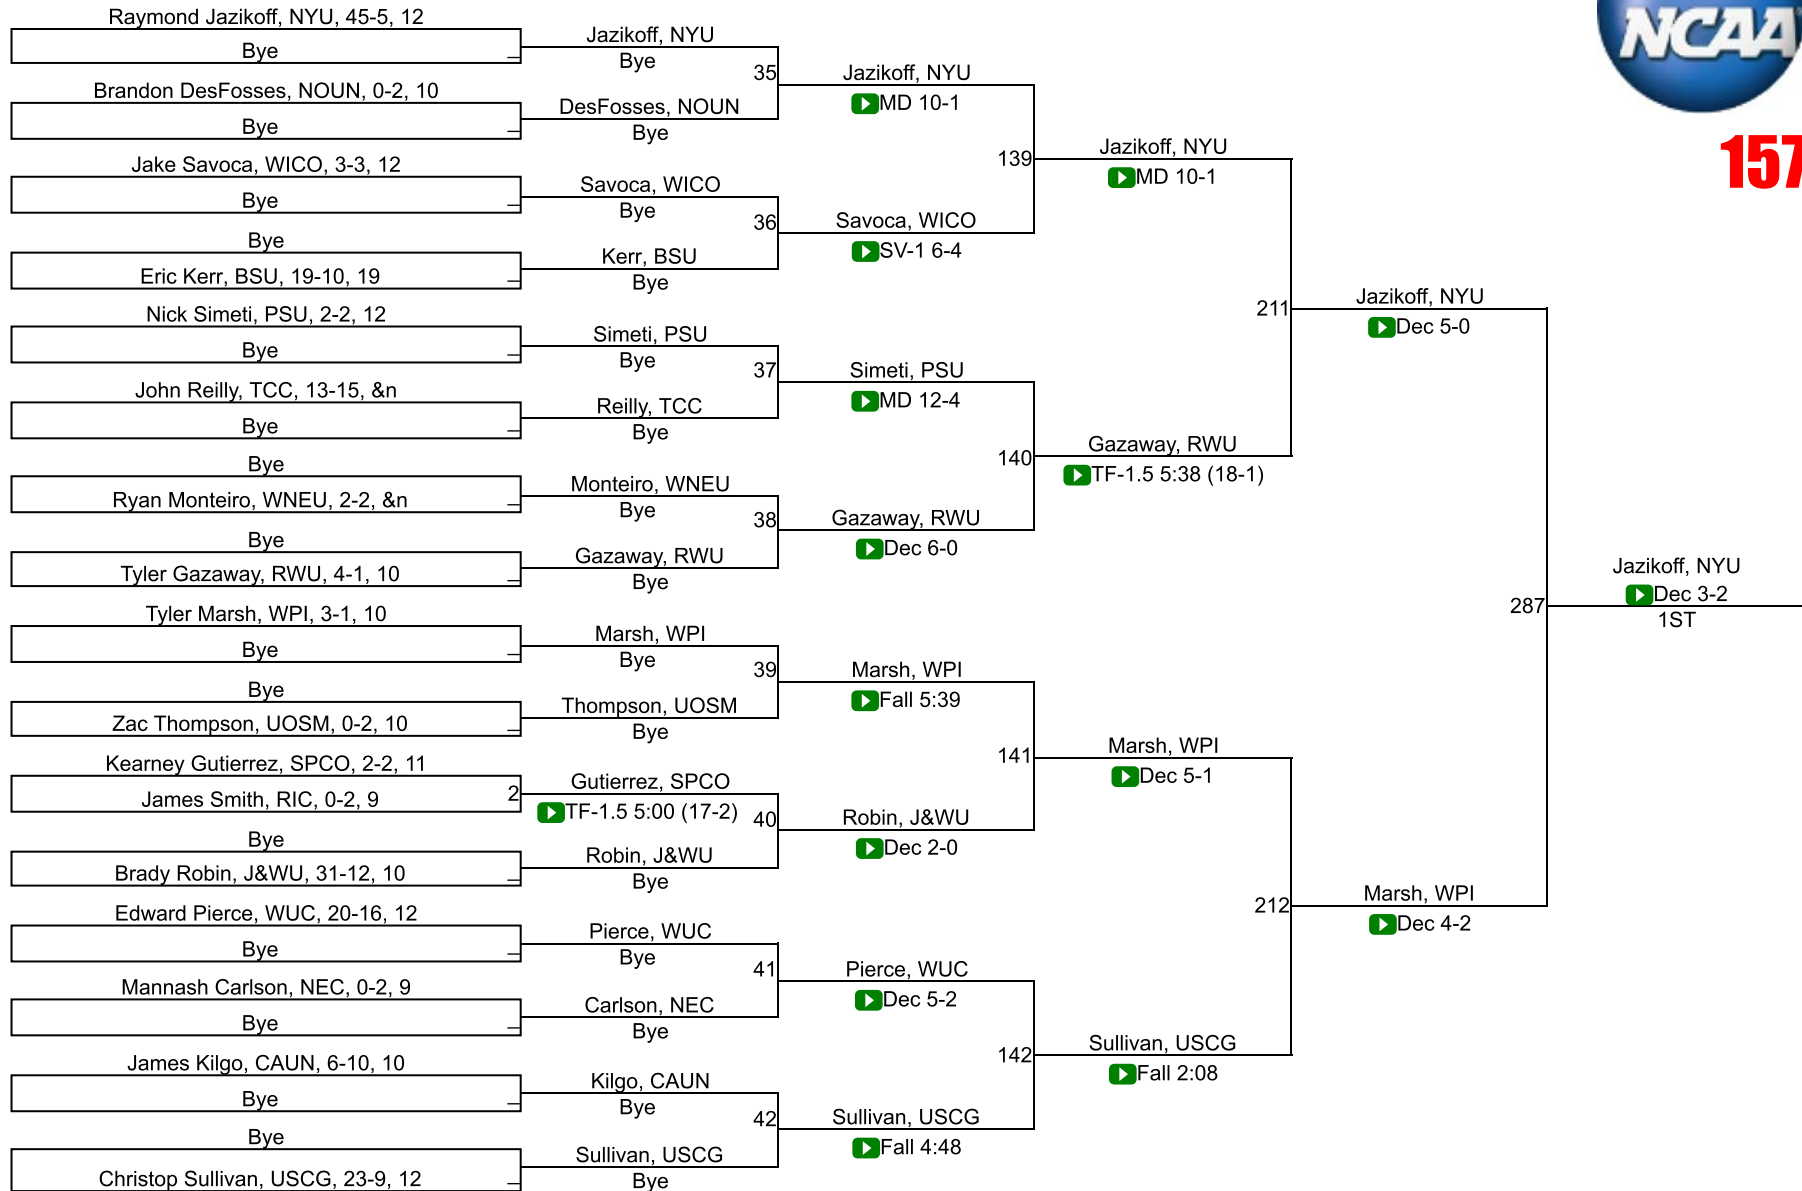 Raymond Jazikoff, NYU, 45-5, 12
Bye
Brandon DesFosses, NOUN, 0-2, 10
Bye
Jake Savoca, WICO, 3-3, 12
Bye
Bye
Eric Kerr, BSU, 19-10, 19
Nick Simeti, PSU, 2-2, 12
Bye
John Reilly, TCC, 13-15, &n
Bye
Bye
Ryan Monteiro, WNEU, 2-2, &n
Bye
Tyler Gazaway, RWU, 4-1, 10
Tyler Marsh, WPI, 3-1, 10
Bye
Bye
Zac Thompson, UOSM, 0-2, 10
Kearney Gutierrez, SPCO, 2-2, 11
James Smith, RIC, 0-2, 9
2
Bye
Brady Robin, J&WU, 31-12, 10
Edward Pierce, WUC, 20-16, 12
Bye
Mannash Carlson, NEC, 0-2, 9
Bye
James Kilgo, CAUN, 6-10, 10
Bye
Bye
Christop Sullivan, USCG, 23-9, 12
Jazikoff, NYU
Bye
35
DesFosses, NOUN
Bye
Savoca, WICO
Bye
36
Kerr, BSU
Bye
Simeti, PSU
Bye
37
Reilly, TCC
Bye
Monteiro, WNEU
Bye
38
Gazaway, RWU
Bye
Marsh, WPI
Bye
39
Thompson, UOSM
Bye
Gutierrez, SPCO
TF-1.5 5:00 (17-2)
40
Robin, J&WU
Bye
Pierce, WUC
Bye
41
Carlson, NEC
Bye
Kilgo, CAUN
Bye
42
Sullivan, USCG
Bye
Jazikoff, NYU
MD 10-1
139
Savoca, WICO
SV-1 6-4
Simeti, PSU
MD 12-4
140
Gazaway, RWU
Dec 6-0
Marsh, WPI
Fall 5:39
141
Robin, J&WU
Dec 2-0
Pierce, WUC
Dec 5-2
142
Sullivan, USCG
Fall 4:48
Jazikoff, NYU
MD 10-1
211
Gazaway, RWU
TF-1.5 5:38 (18-1)
Marsh, WPI
Dec 5-1
212
Sullivan, USCG
Fall 2:08
Jazikoff, NYU
Dec 5-0
287
Marsh, WPI
Dec 4-2
NCAA
157
Jazikoff, NYU
Dec 3-2
1ST